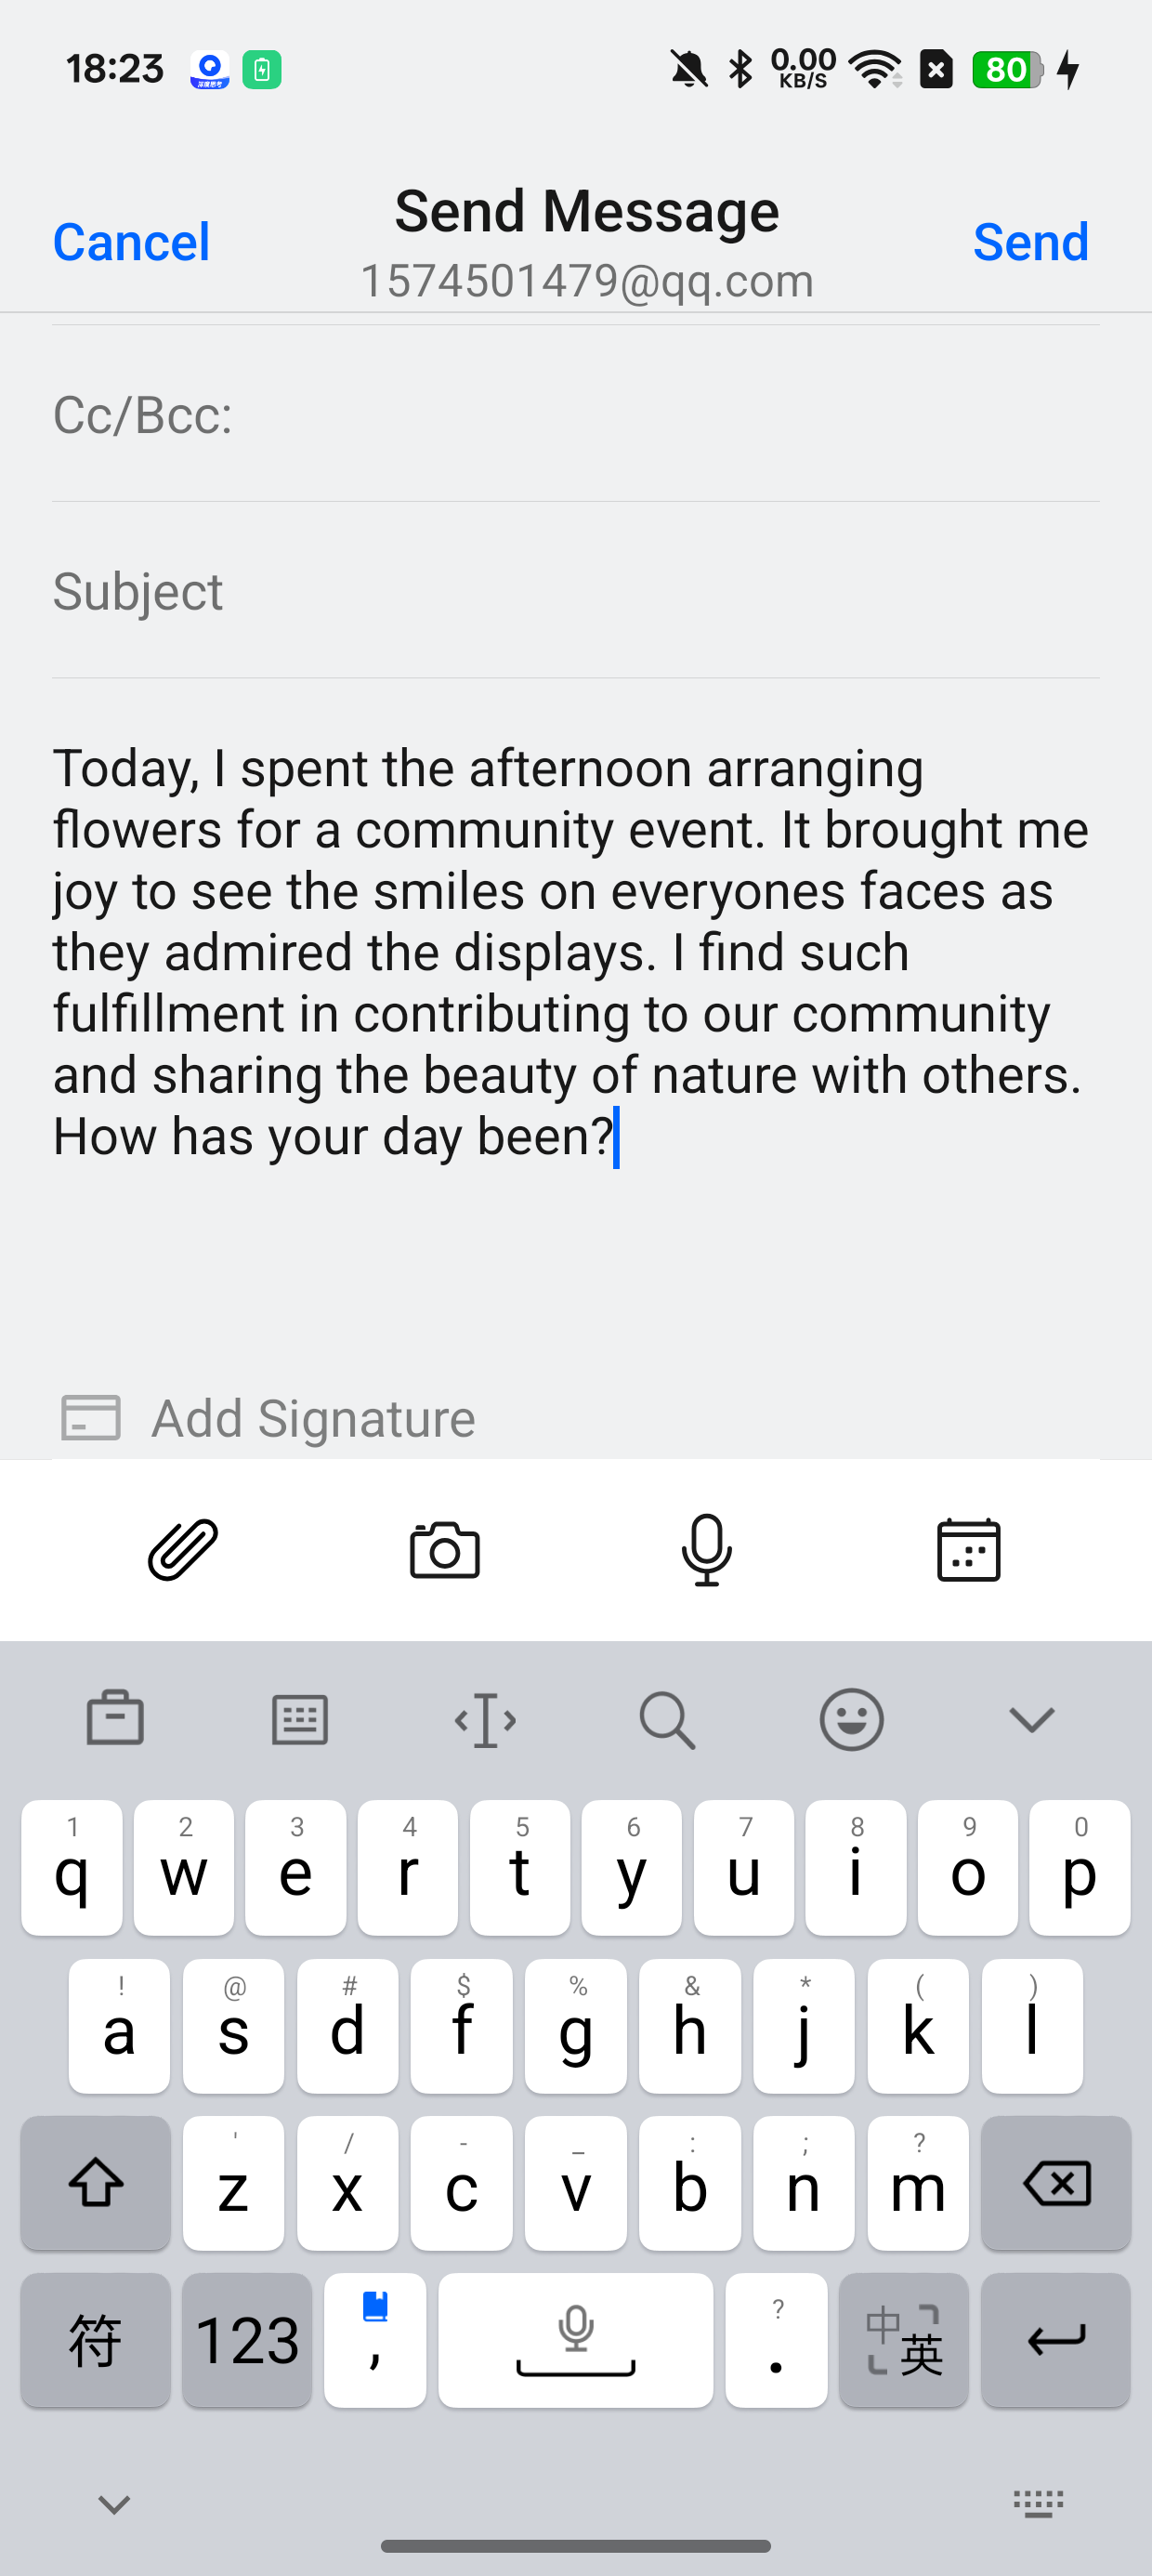 18:23
深度思考
0.00
KB/S
80
Cancel
Send Message
Send
1574501479@qq.com
Cc/Bcc:
Subject
Today, I spent the afternoon arranging
flowers for a community event. It brought me
joy to see the smiles on everyones faces as
they admired the displays. I find such
fulfillment in contributing to our community
and sharing the beauty of nature with others.
How has your day been?
Add Signature
1 2 3 4 5 6 7 8 9 0
q w e r t y u i o p
! @ # $ % & * ( )
a s d f g h j k l
' / - _ : ; ?
z x c v b n m
符 123 , ? . 中 英